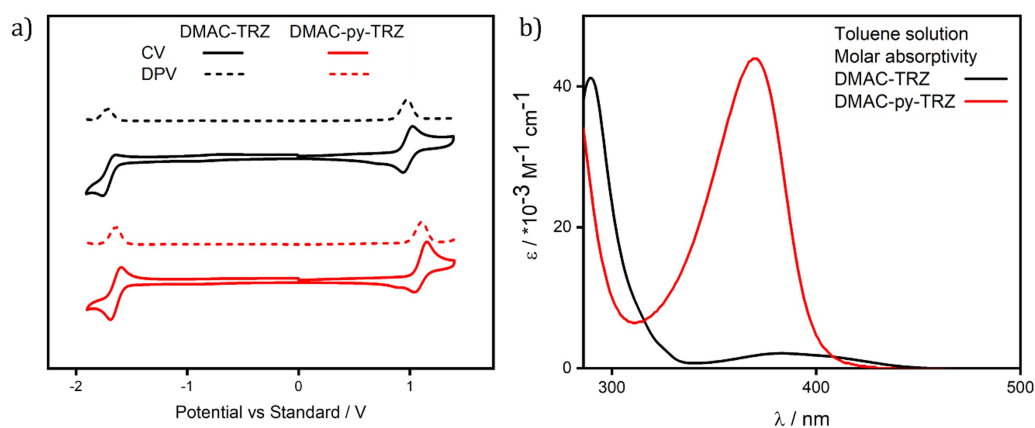 a)
DMAC-TRZ DMAC-py-TRZ
CV
DPV
-2 -1 0 1
Potential vs Standard / V
b)
Toluene solution
Molar absorptivity
DMAC-TRZ
DMAC-py-TRZ
ε / *10⁻³ M⁻¹ cm⁻¹
40
20
0
300 400 500
λ / nm